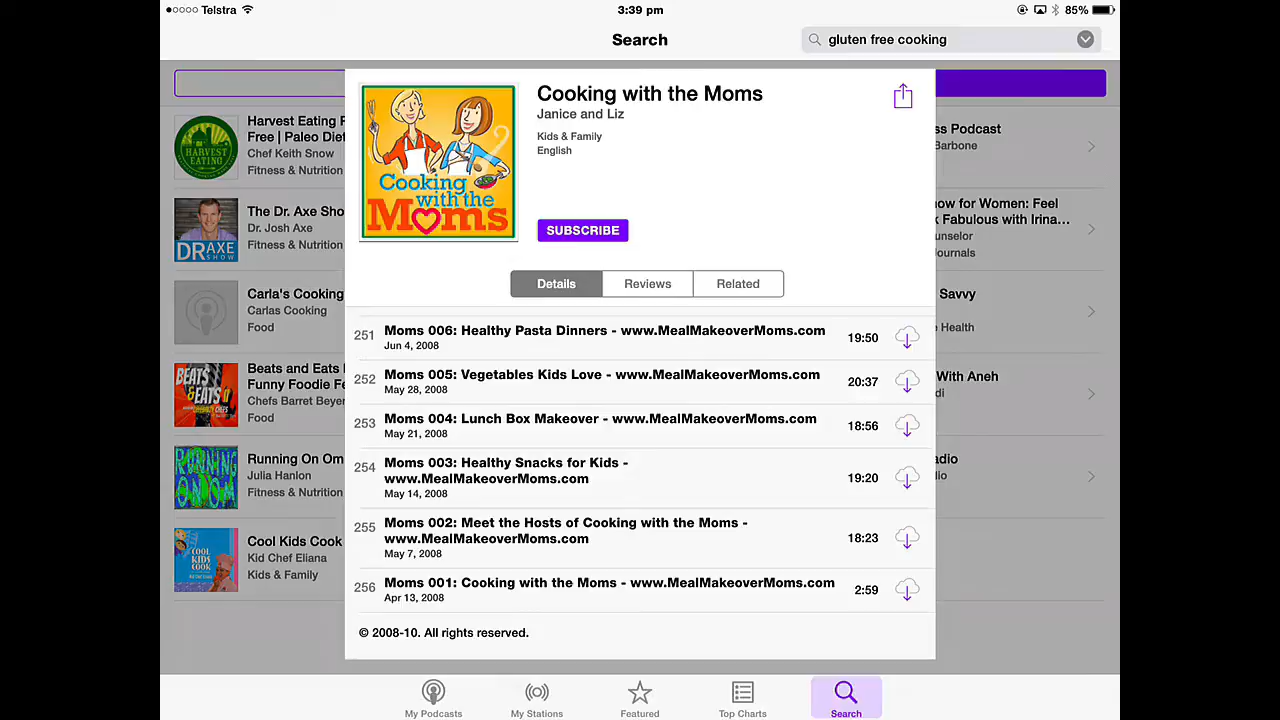 Telstra
3:39 pm
85%
Search
gluten free cooking
Harvest Eating
Free | Paleo Diet
Chef Keith Snow
Fitness & Nutrition
HARVEST
EATING
The Dr. Axe Sho
Dr. Josh Axe
Fitness & Nutrition
DR AXE
SHOW
Carla's Cooking
Carlas Cooking
Food
Beats and Eats
Funny Foodie Fe
Chefs Barret Beyer
Food
BEATS
& EATS
Running On Om
Julia Hanlon
Fitness & Nutrition
RUNNING
ON OM
Cool Kids Cook
Kid Chef Eliana
Kids & Family
COOL
KIDS
COOK
Cooking with the Moms
Janice and Liz
Kids & Family
English
Cooking
with the
Moms
SUBSCRIBE
Details
Reviews
Related
251
Moms 006: Healthy Pasta Dinners - www.MealMakeoverMoms.com
Jun 4, 2008
19:50
252
Moms 005: Vegetables Kids Love - www.MealMakeoverMoms.com
May 28, 2008
20:37
253
Moms 004: Lunch Box Makeover - www.MealMakeoverMoms.com
May 21, 2008
18:56
254
Moms 003: Healthy Snacks for Kids -
www.MealMakeoverMoms.com
May 14, 2008
19:20
255
Moms 002: Meet the Hosts of Cooking with the Moms -
www.MealMakeoverMoms.com
May 7, 2008
18:23
256
Moms 001: Cooking with the Moms - www.MealMakeoverMoms.com
Apr 13, 2008
2:59
© 2008-10. All rights reserved.
ss Podcast
Barbone
ow for Women: Feel
k Fabulous with Irina...
unselor
ournals
Savvy
e Health
With Aneh
di
adio
lio
My Podcasts
My Stations
Featured
Top Charts
Search